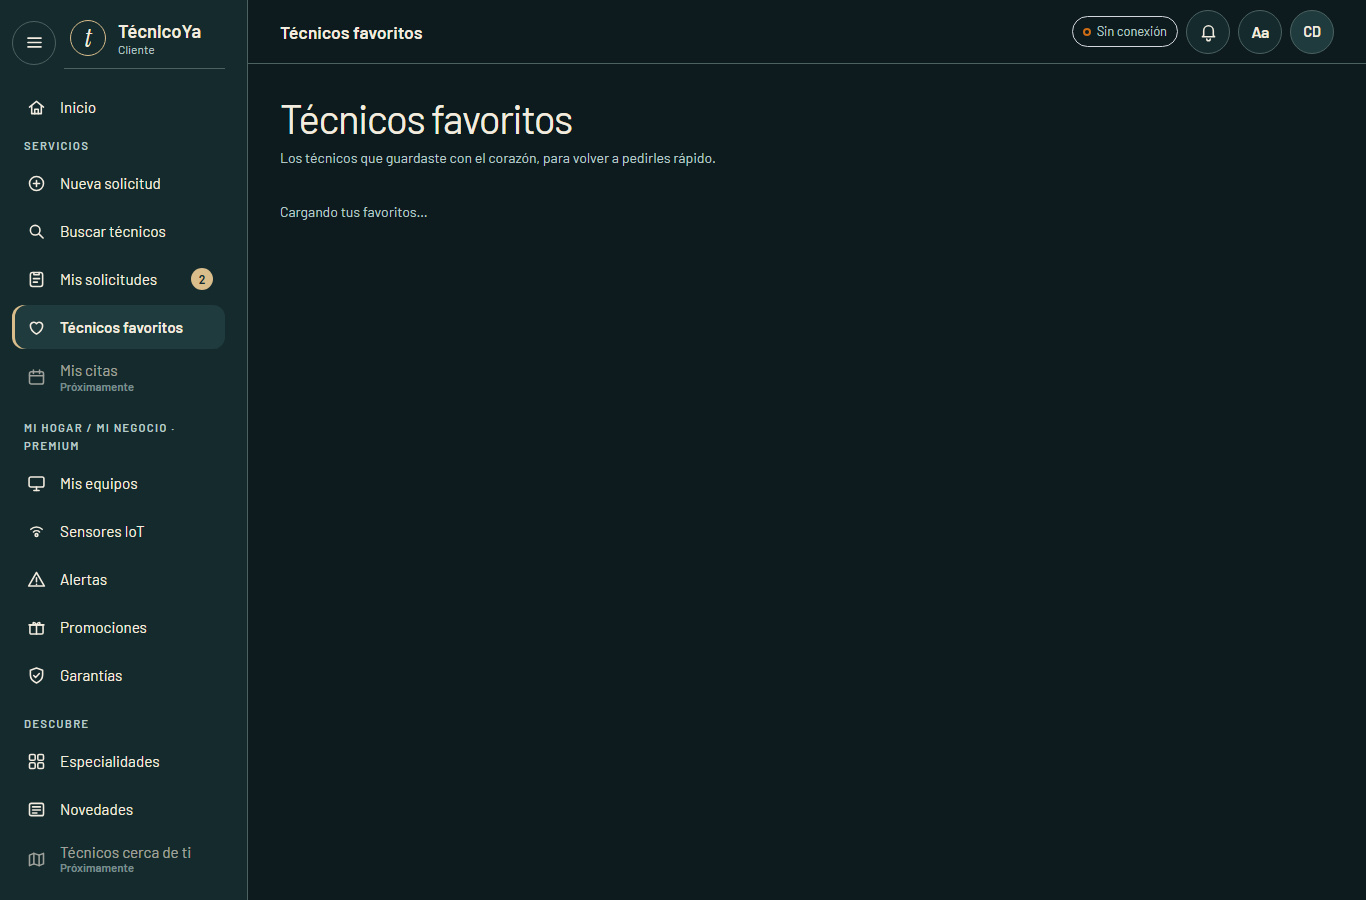 t
TécnicoYa
Cliente
Inicio
SERVICIOS
Nueva solicitud
Buscar técnicos
Mis solicitudes 2
Técnicos favoritos
Mis citas
Próximamente
MI HOGAR / MI NEGOCIO ·
PREMIUM
Mis equipos
Sensores IoT
Alertas
Promociones
Garantías
DESCUBRE
Especialidades
Novedades
Técnicos cerca de ti
Próximamente
Técnicos favoritos
Sin conexión
Aa
CD
Técnicos favoritos
Los técnicos que guardaste con el corazón, para volver a pedirles rápido.
Cargando tus favoritos...